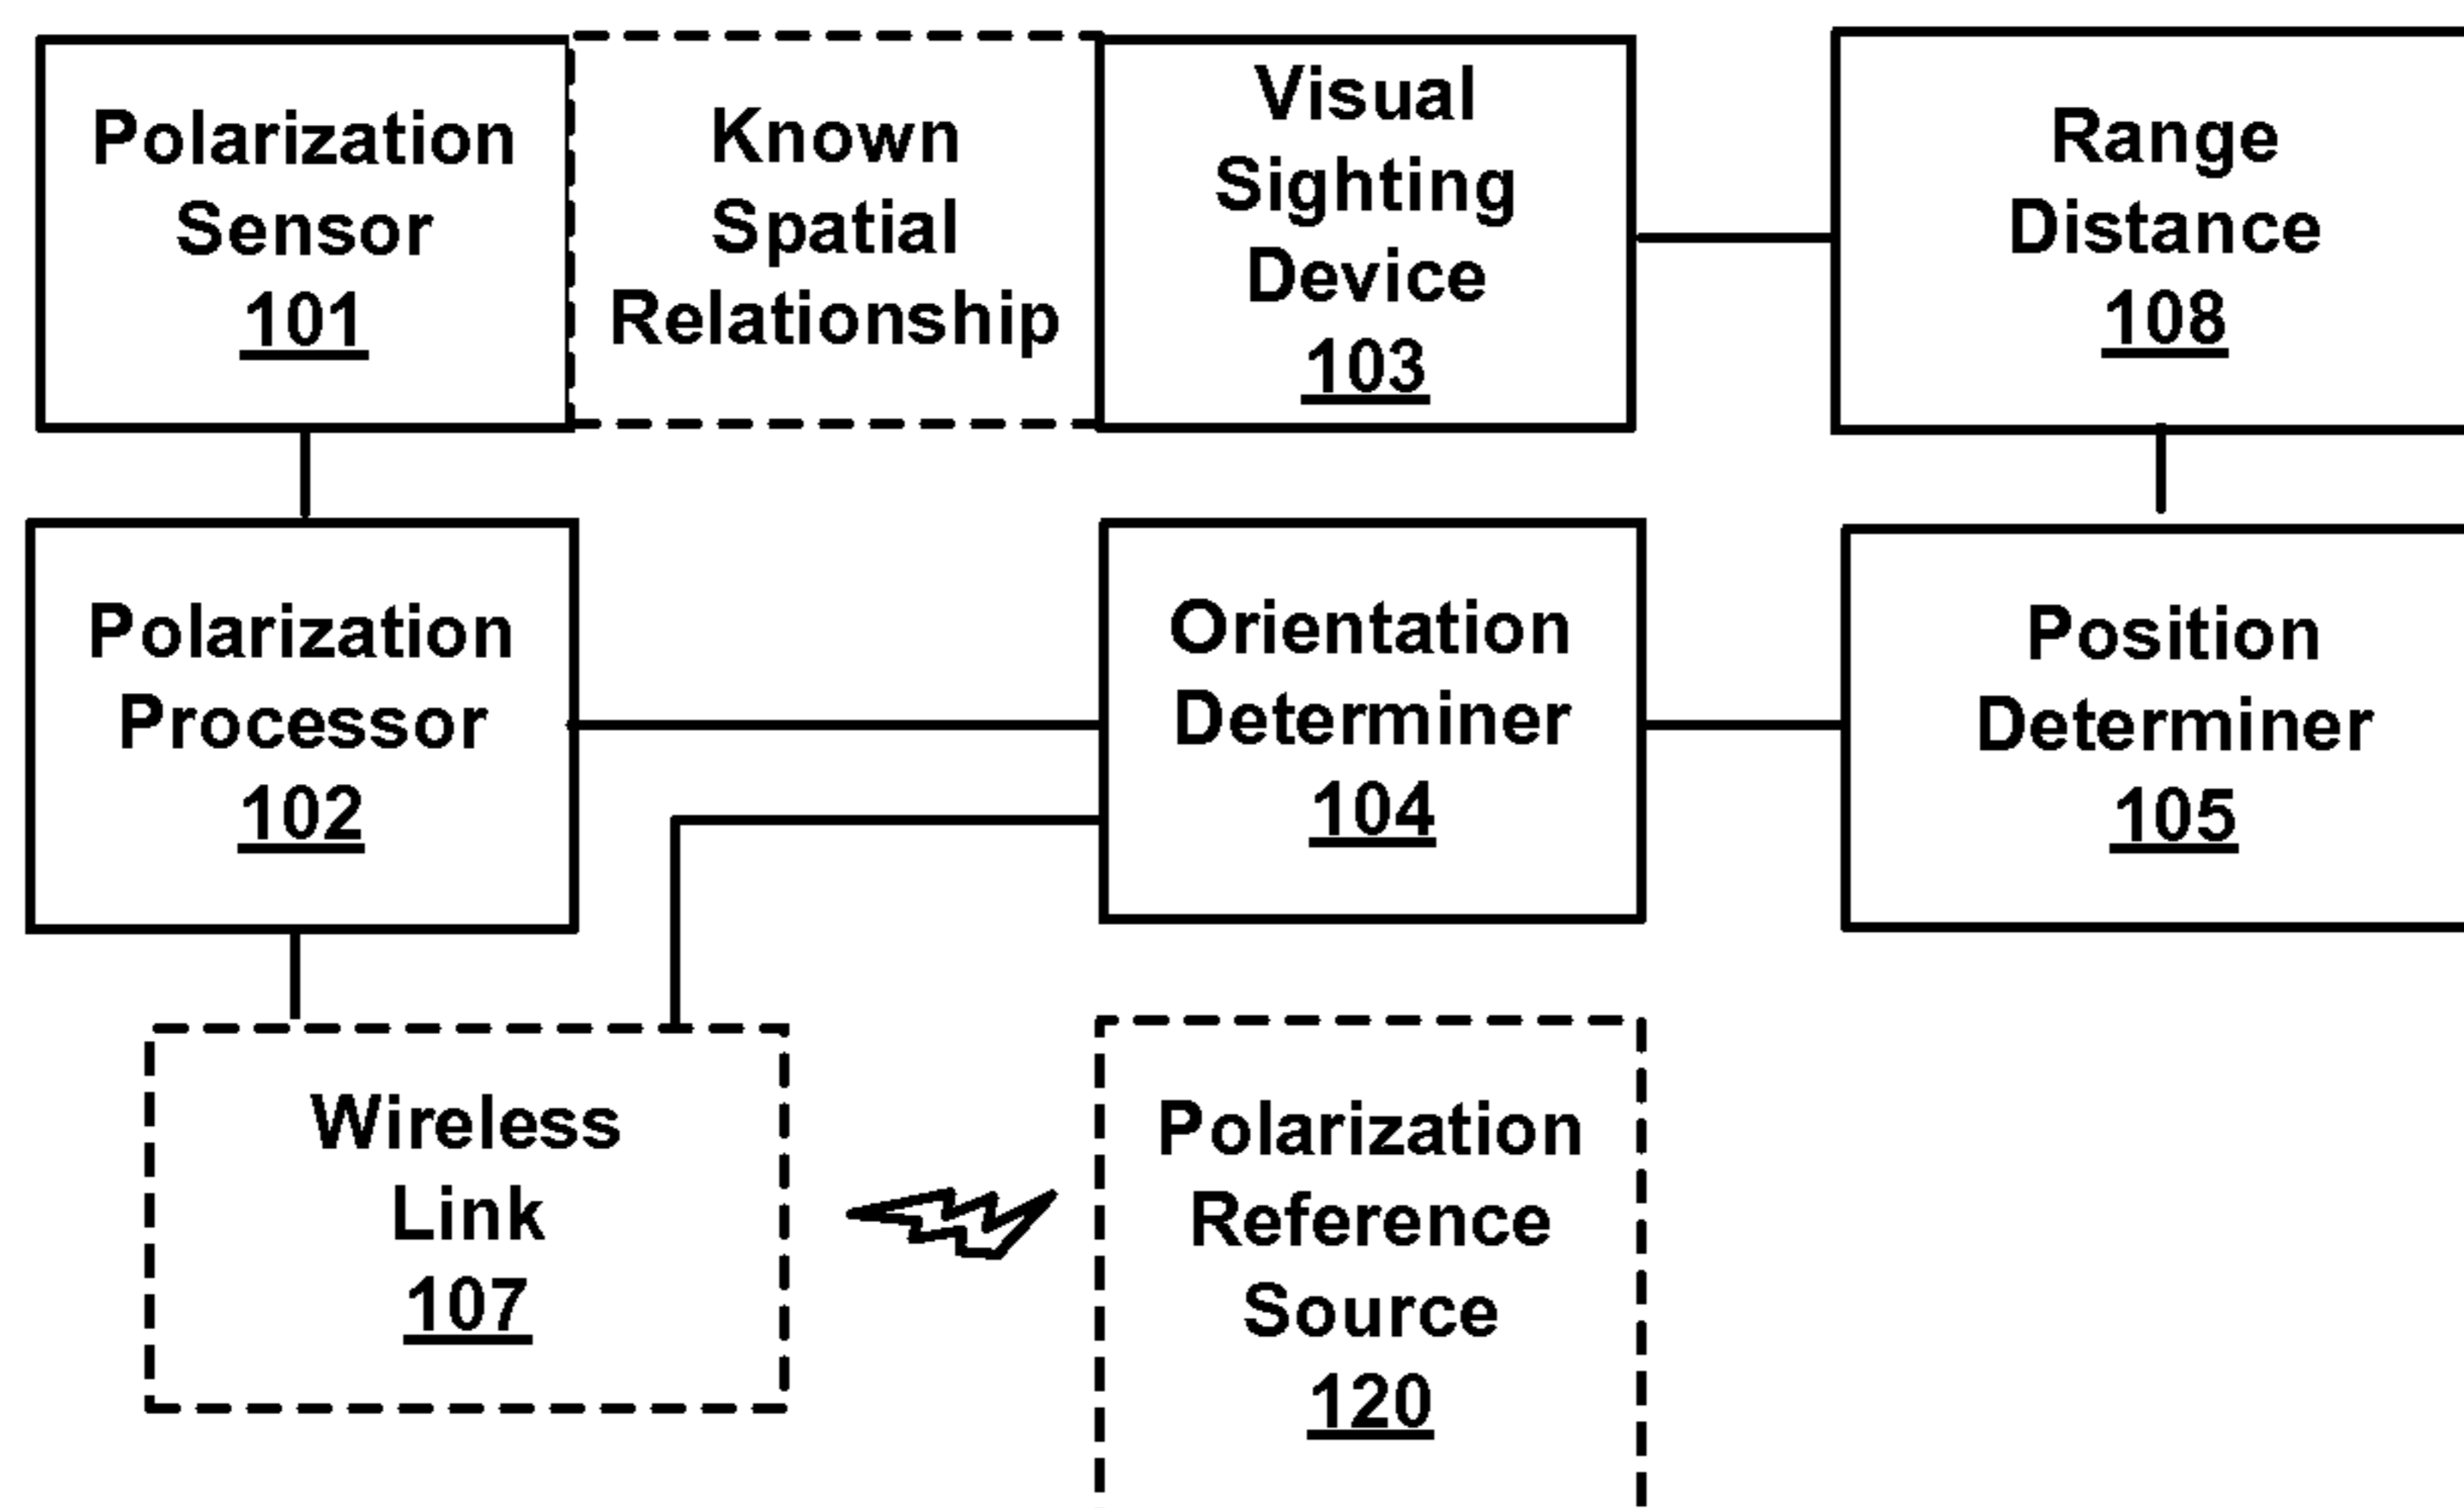 Polarization
Sensor
101
Known
Spatial
Relationship
Visual
Sighting
Device
103
Range
Distance
108
Polarization
Processor
102
Orientation
Determiner
104
Position
Determiner
105
Wireless
Link
107
Polarization
Reference
Source
120